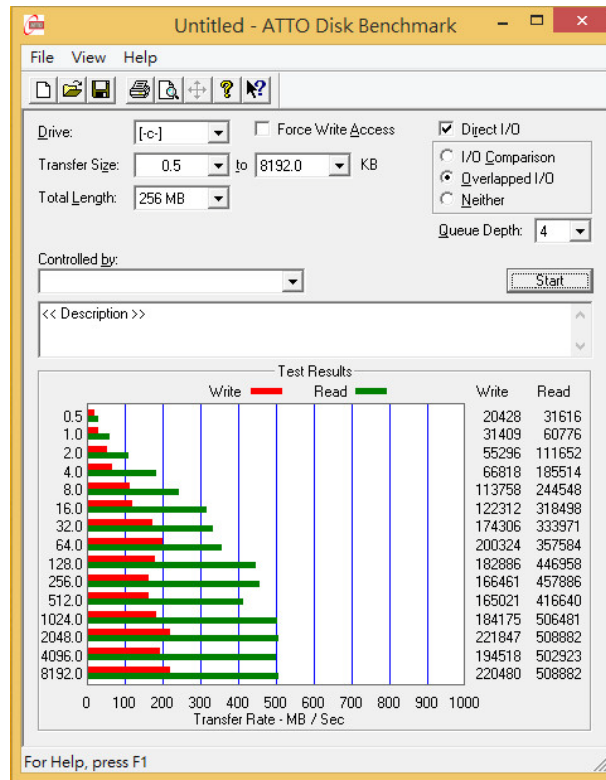 Untitled - ATTO Disk Benchmark
File View Help
Drive: [-c-] Force Write Access Direct I/O
Transfer Size: 0.5 to 8192.0 KB I/O Comparison
Overlapped I/O
Total Length: 256 MB Neither
Queue Depth: 4
Controlled by:
Start
<< Description >>
Test Results
Write Read Write Read
0.5 20428 31616
1.0 31409 60776
2.0 55296 111652
4.0 66818 185514
8.0 113758 244548
16.0 122312 318498
32.0 174306 333971
64.0 200324 357584
128.0 182886 446958
256.0 166461 457886
512.0 165021 416640
1024.0 184175 506481
2048.0 221847 508882
4096.0 194518 502923
8192.0 220480 508882
0 100 200 300 400 500 600 700 800 900 1000
Transfer Rate - MB / Sec
For Help, press F1